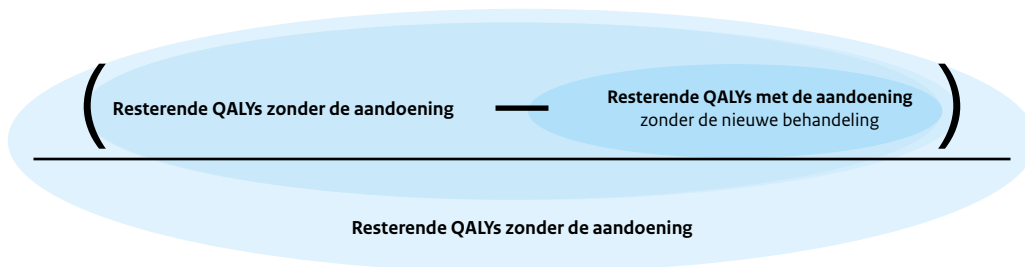 ( Resterende QALYs zonder de aandoening — Resterende QALYs met de aandoening
zonder de nieuwe behandeling )
Resterende QALYs zonder de aandoening